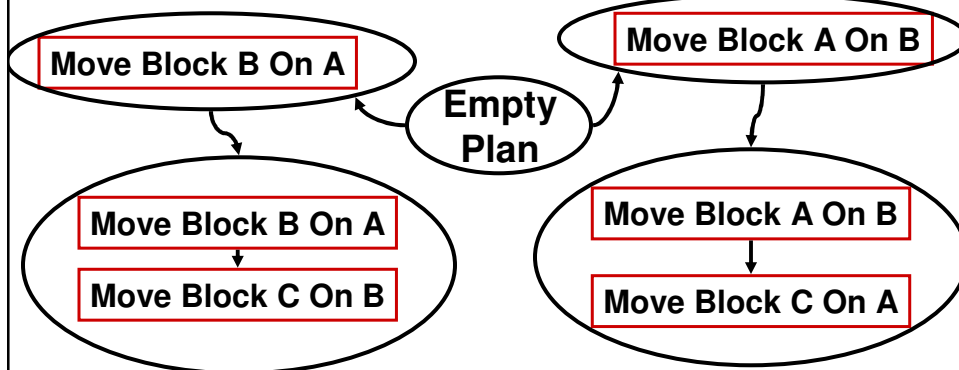 Move Block B On A
Move Block A On B
Empty
Plan
Move Block B On A
Move Block C On B
Move Block A On B
Move Block C On A